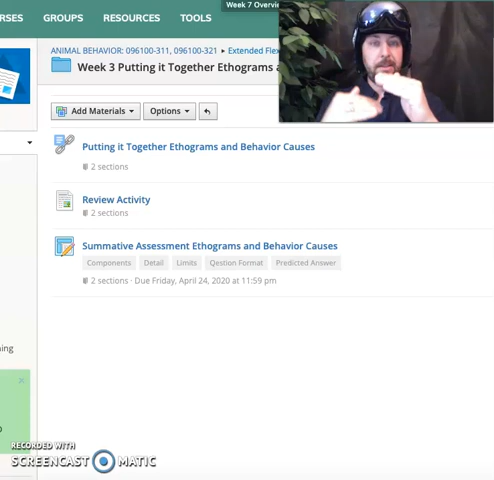 Week 7 Overvie
RSES GROUPS RESOURCES TOOLS
ANIMAL BEHAVIOR: 096100-311, 096100-321 ▸ Extended Flex
Week 3 Putting it Together Ethograms a
Add Materials Options
Putting it Together Ethograms and Behavior Causes
2 sections
Review Activity
2 sections
Summative Assessment Ethograms and Behavior Causes
Components Detail Limits Qestion Format Predicted Answer
2 sections · Due Friday, April 24, 2020 at 11:59 pm
ning
RECORDED WITH
SCREENCAST MATIC